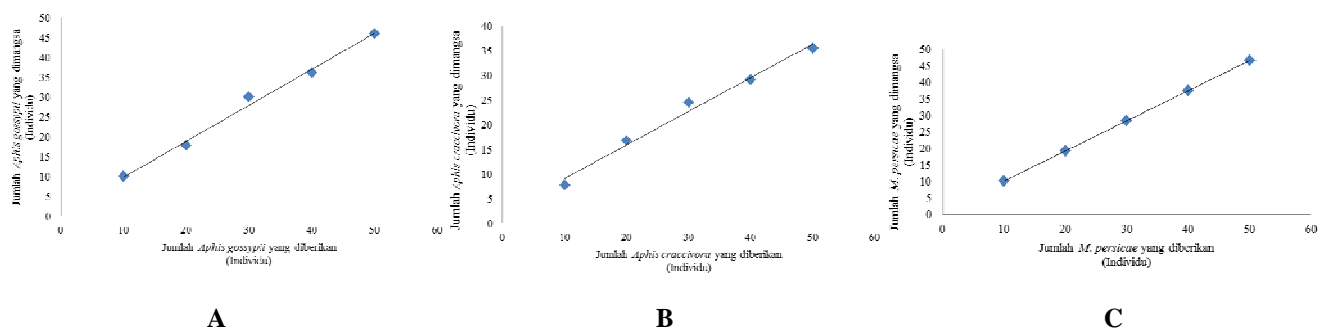 Jumlah Aphis gossypii yang dimangsa
(Individu)
50
45
40
35
30
25
20
15
10
5
0
0 10 20 30 40 50 60
Jumlah Aphis gossypii yang diberikan
(Individu)
A
Jumlah Aphis craccivora yang dimangsa
(Individu)
40
35
30
25
20
15
10
5
0
0 10 20 30 40 50 60
Jumlah Aphis craccivora yang diberikan
(Individu)
B
Jumlah M. persicae yang dimangsa
(Individu)
50
45
40
35
30
25
20
15
10
5
0
0 10 20 30 40 50 60
Jumlah M. persicae yang diberikan
(Individu)
C